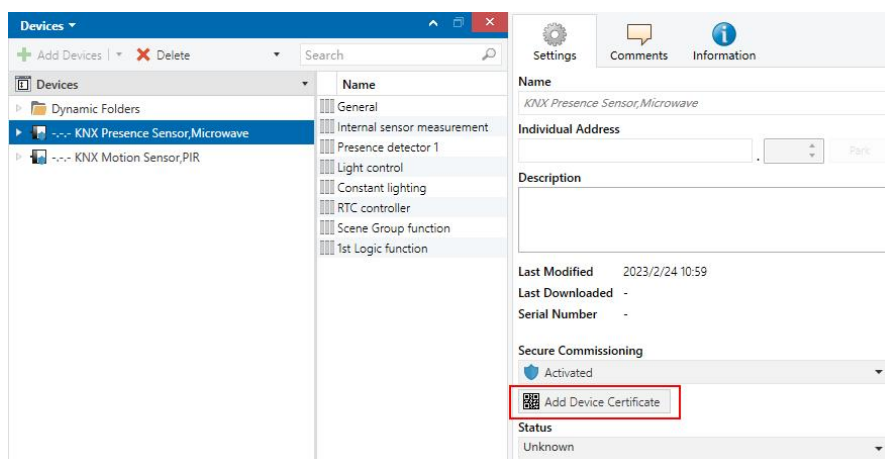 Devices
Add Devices
Delete
Search
Devices
Dynamic Folders
-.-.- KNX Presence Sensor,Microwave
-.-.- KNX Motion Sensor,PIR
Name
General
Internal sensor measurement
Presence detector 1
Light control
Constant lighting
RTC controller
Scene Group function
1st Logic function
Settings
Comments
Information
Name
KNX Presence Sensor,Microwave
Individual Address
. Park
Description
Last Modified 2023/2/24 10:59
Last Downloaded -
Serial Number -
Secure Commissioning
Activated
Add Device Certificate
Status
Unknown